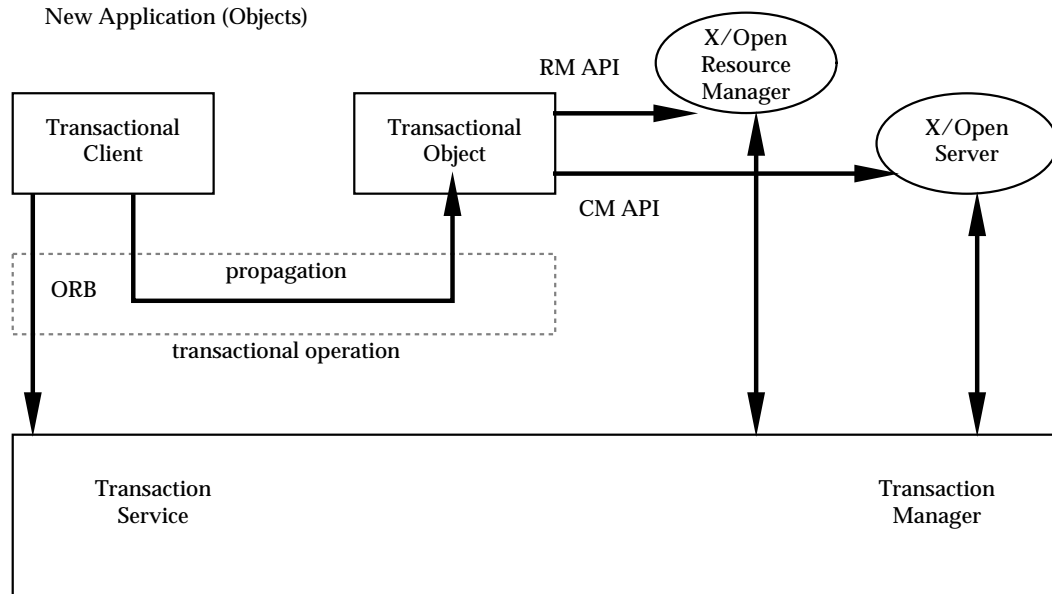 New Application (Objects)
X/Open
Resource
Manager
RM API
Transactional
Client
Transactional
Object
X/Open
Server
CM API
propagation
ORB
transactional operation
Transaction
Service
Transaction
Manager